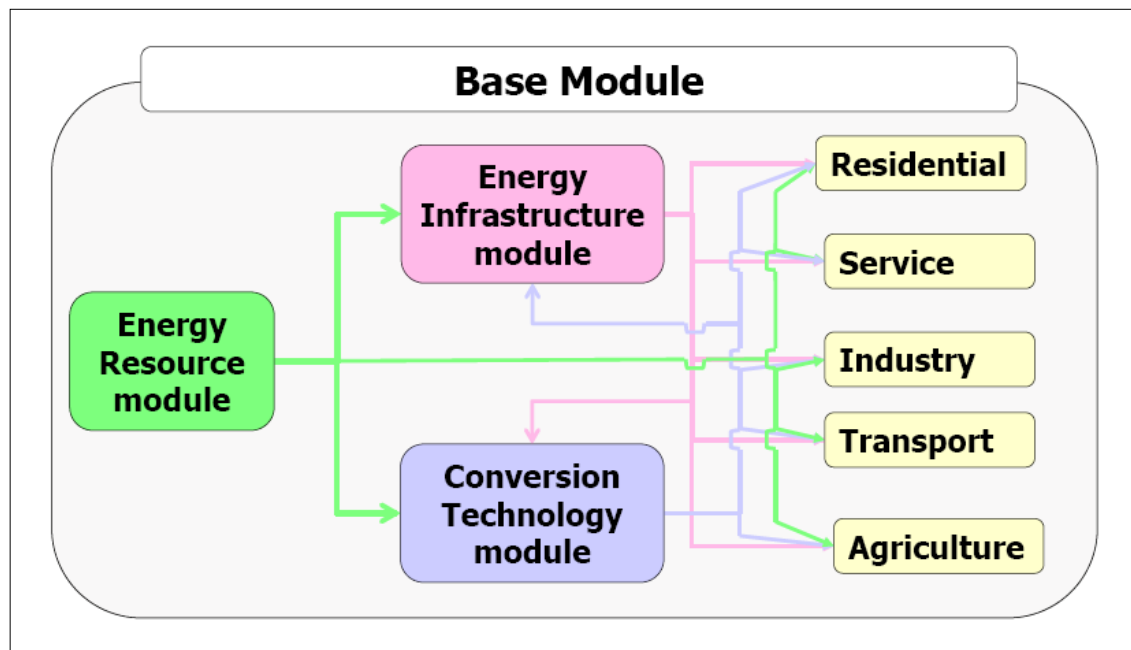 Base Module
Energy
Infrastructure
module
Energy
Resource
module
Conversion
Technology
module
Residential
Service
Industry
Transport
Agriculture